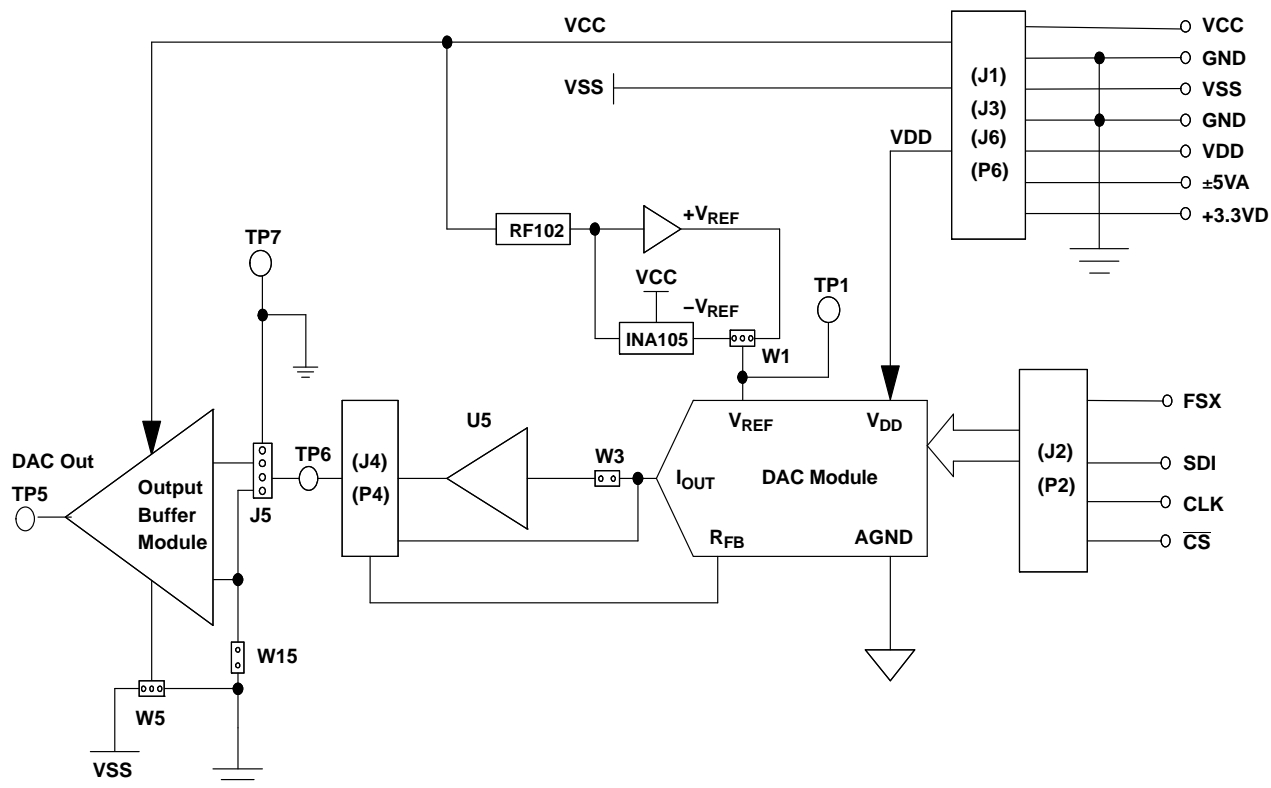 VCC
VCC
GND
VSS
VSS
(J1)
(J3)
(J6)
(P6)
GND
VDD
VDD
±5VA
+3.3VD
+VREF
RF102
TP7
VCC
−VREF
TP1
INA105
W1
FSX
U5
VREF
VDD
DAC Out
TP5
Output
Buffer
Module
J5
TP6
(J4)
(P4)
W3
IOUT
DAC Module
(J2)
(P2)
SDI
CLK
CS
RFB
AGND
W15
W5
VSS